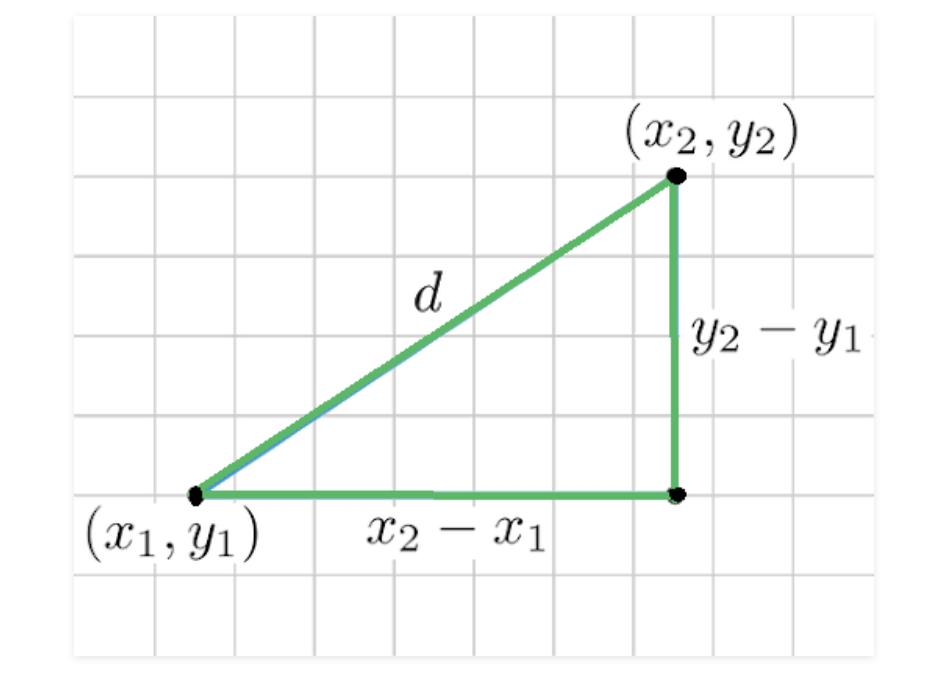 (x₂, y₂)
d
y₂ − y₁
(x₁, y₁)
x₂ − x₁